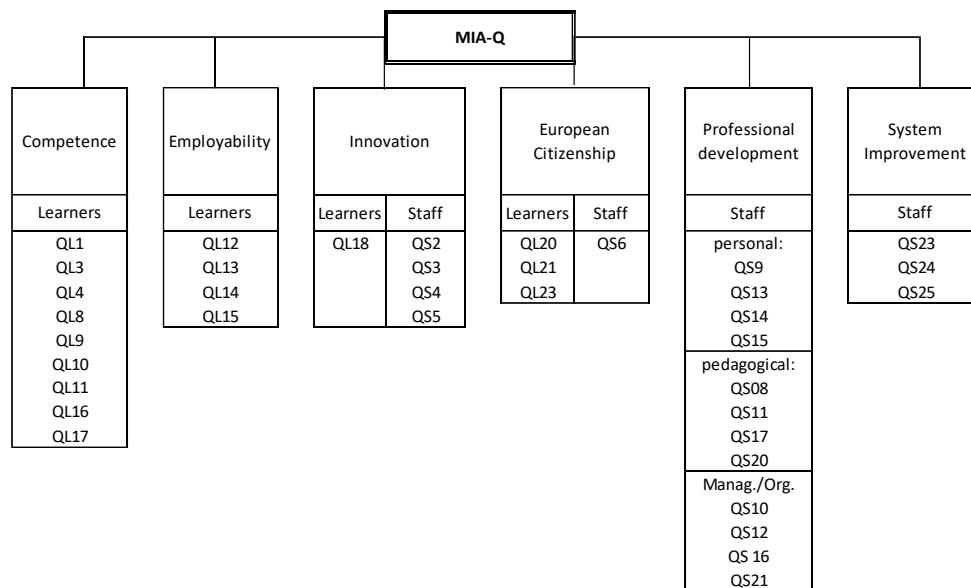 MIA-Q
Competence
Learners
QL1
QL3
QL4
QL8
QL9
QL10
QL11
QL16
QL17
Employability
Learners
QL12
QL13
QL14
QL15
Innovation
Learners
QL18
Staff
QS2
QS3
QS4
QS5
European
Citizenship
Learners
QL20
QL21
QL23
Staff
QS6
Professional
development
Staff
personal:
QS9
QS13
QS14
QS15
pedagogical:
QS08
QS11
QS17
QS20
Manag./Org.
QS10
QS12
QS 16
QS21
System
Improvement
Staff
QS23
QS24
QS25